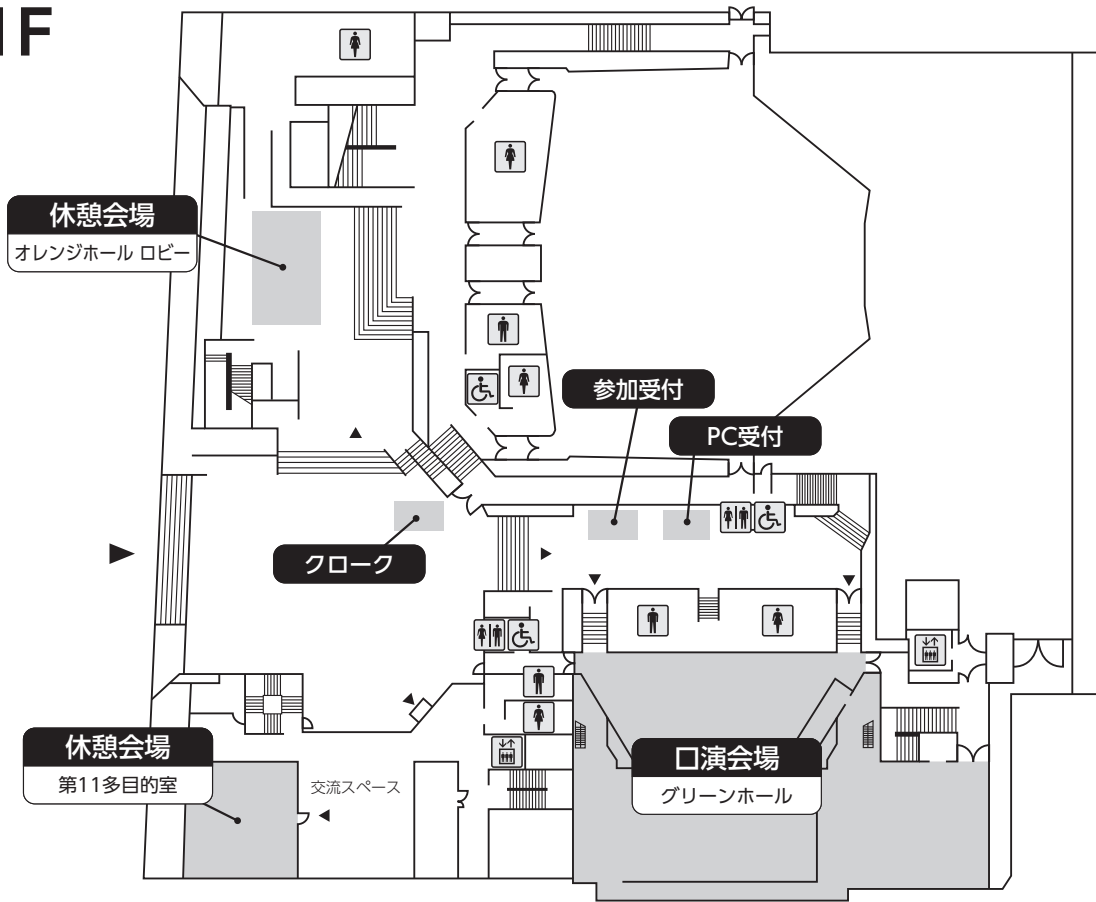 1F
休憩会場
オレンジホール ロビー
参加受付
PC受付
クローク
休憩会場
第11多目的室
交流スペース
口演会場
グリーンホール